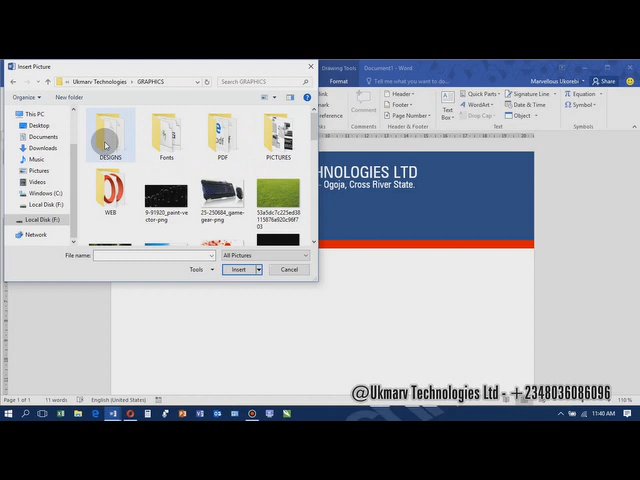 Insert Picture
Ukmarv Technologies > GRAPHICS
Search GRAPHICS
Organize
New folder
This PC
Desktop
Documents
Downloads
Music
Pictures
Videos
Windows (C:)
Local Disk (F:)
Local Disk (F:)
Network
DESIGNS
Fonts
PDF
PICTURES
WEB
9-91920_paint-vector-png
25-250684_game-gear-png
53a5dc7c225ed38
115876a920c96f7
03
File name:
All Pictures
Tools
Insert
Cancel
Drawing Tools
Document1 - Word
Format
Tell me what you want to do...
Marvellous Ukorebi
Share
Comment
Comments
Header
Footer
Page Number
Header & Footer
Text
Box
Quick Parts
WordArt
Drop Cap
Signature Line
Date & Time
Object
Text
Equation
Symbol
Symbols
HNOLOGIES LTD
- Ogoja, Cross River State.
Page 1 of 1
11 words
English (United States)
110 %
@Ukmarv Technologies Ltd - +2348036086096
11:40 AM